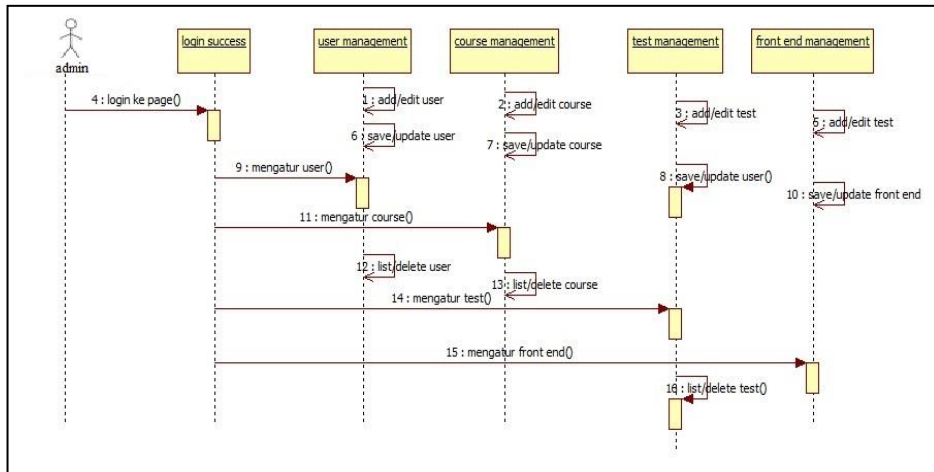 login success
user management
course management
test management
front end management
admin
4 : login ke page()
1 : add/edit user
2 : add/edit course
3 : add/edit test
5 : add/edit test
6 : save/update user
7 : save/update course
9 : mengatur user()
8 : save/update user()
10 : save/update front end
11 : mengatur course()
12 : list/delete user
13 : list/delete course
14 : mengatur test()
15 : mengatur front end()
16 : list/delete test()